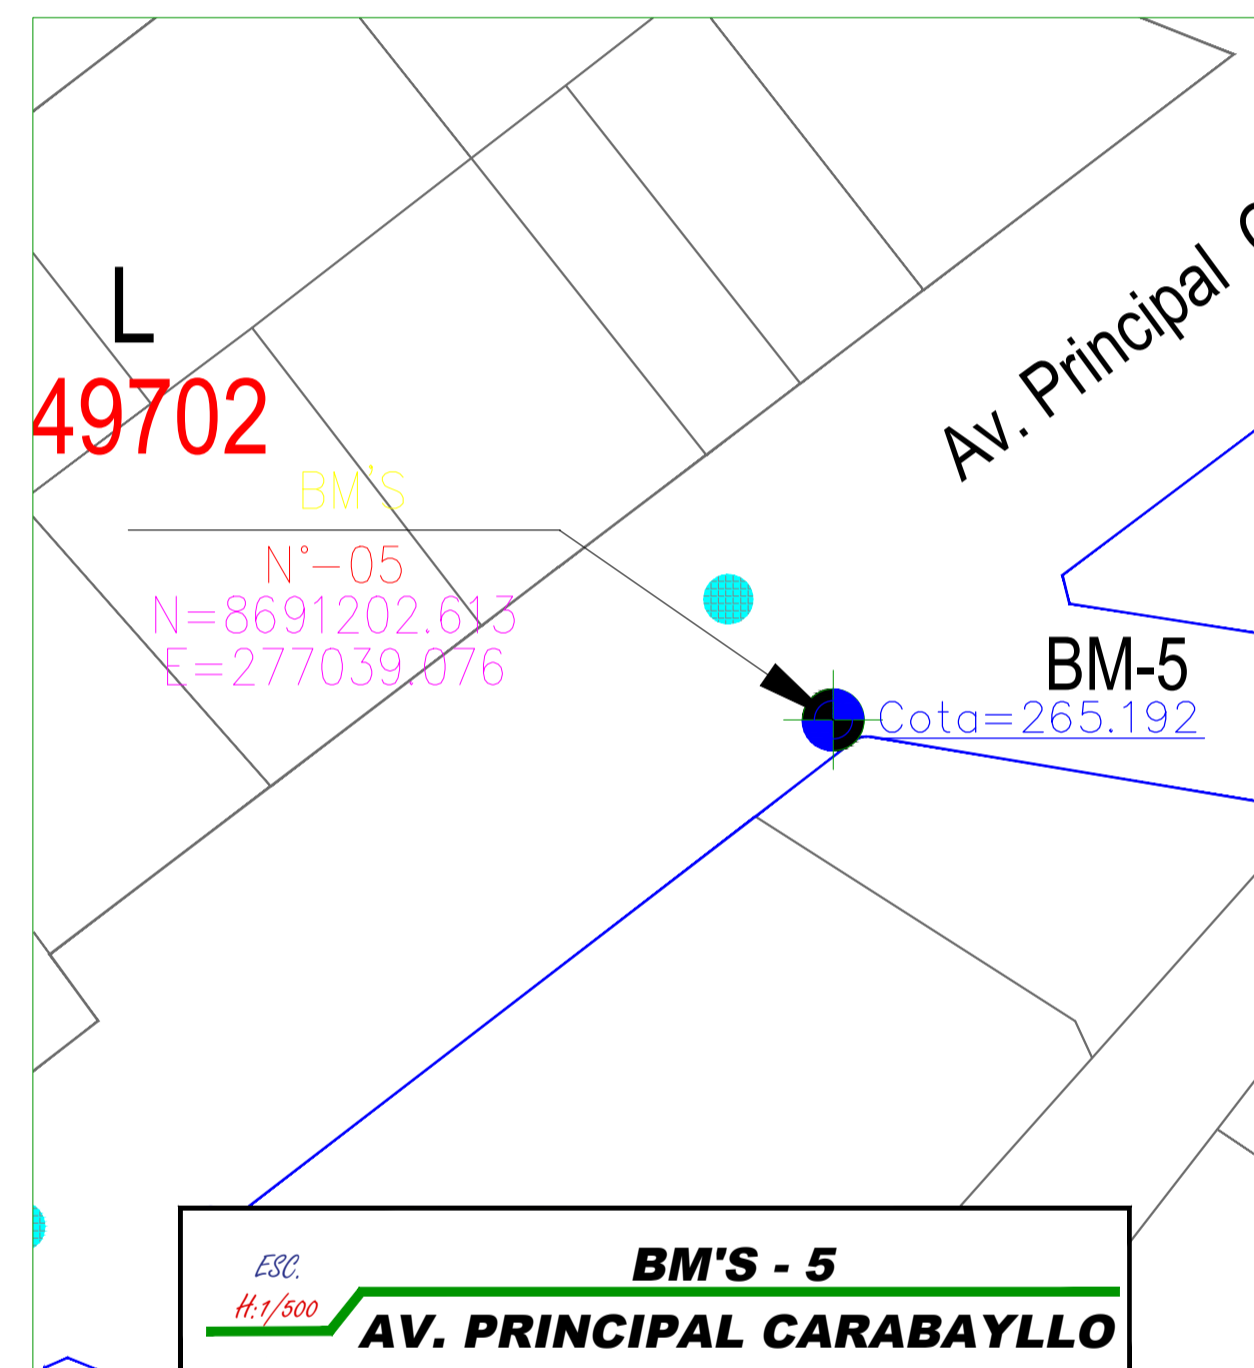 L
49702
Av. Principal
BM'S
N°-05
N=8691202.613
E=277039.076
BM-5
Cota=265.192
ESC.
H:1/500
BM'S - 5
AV. PRINCIPAL CARABAYLLO